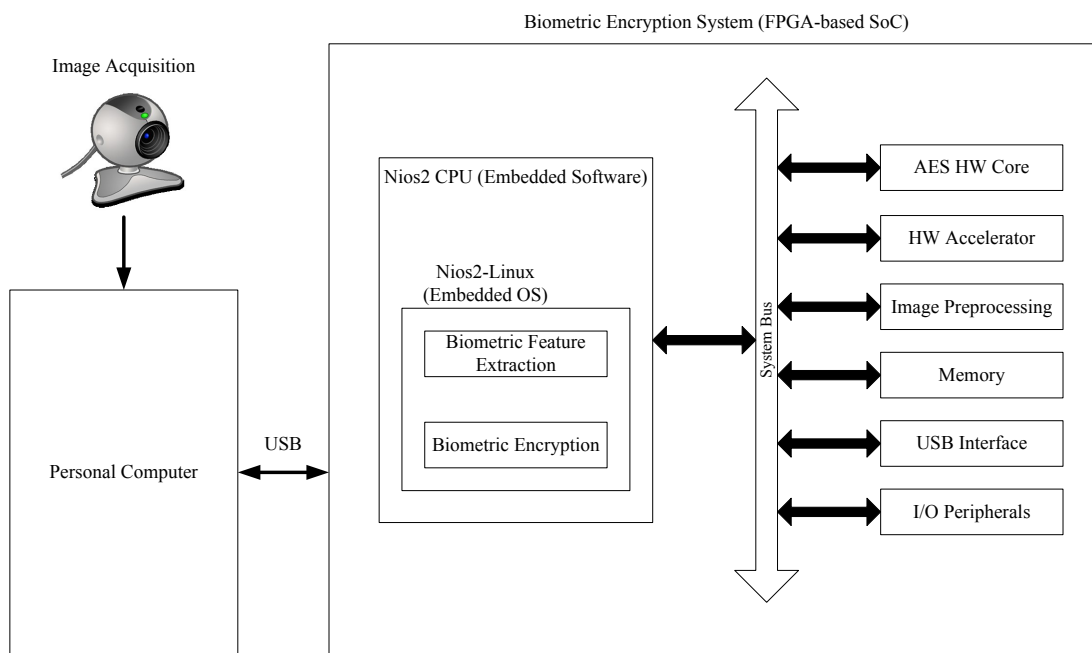 Biometric Encryption System (FPGA-based SoC)
Image Acquisition
Nios2 CPU (Embedded Software)
Nios2-Linux
(Embedded OS)
Biometric Feature
Extraction
Biometric Encryption
USB
Personal Computer
System Bus
AES HW Core
HW Accelerator
Image Preprocessing
Memory
USB Interface
I/O Peripherals